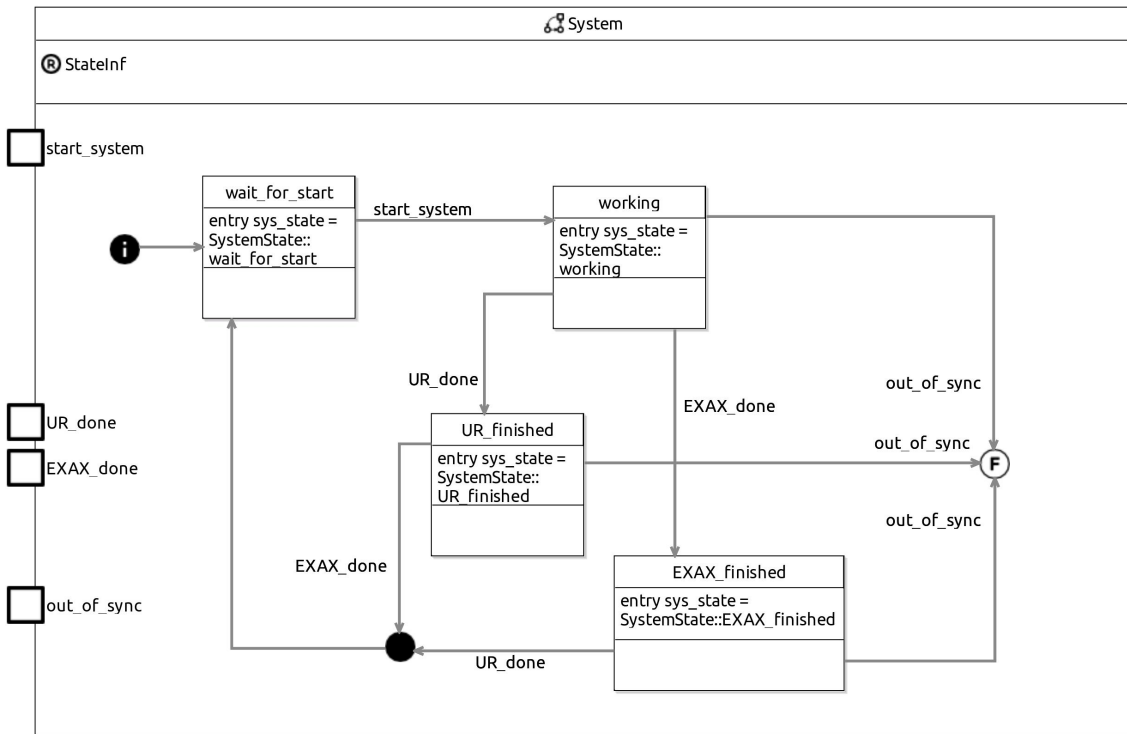 System
R StateInf
start_system
wait_for_start
entry sys_state =
SystemState::
wait_for_start
i
start_system
working
entry sys_state =
SystemState::
working
UR_done
EXAX_done
out_of_sync
out_of_sync
F
out_of_sync
UR_done
EXAX_done
UR_finished
entry sys_state =
SystemState::
UR_finished
EXAX_done
EXAX_finished
entry sys_state =
SystemState::EXAX_finished
out_of_sync
UR_done